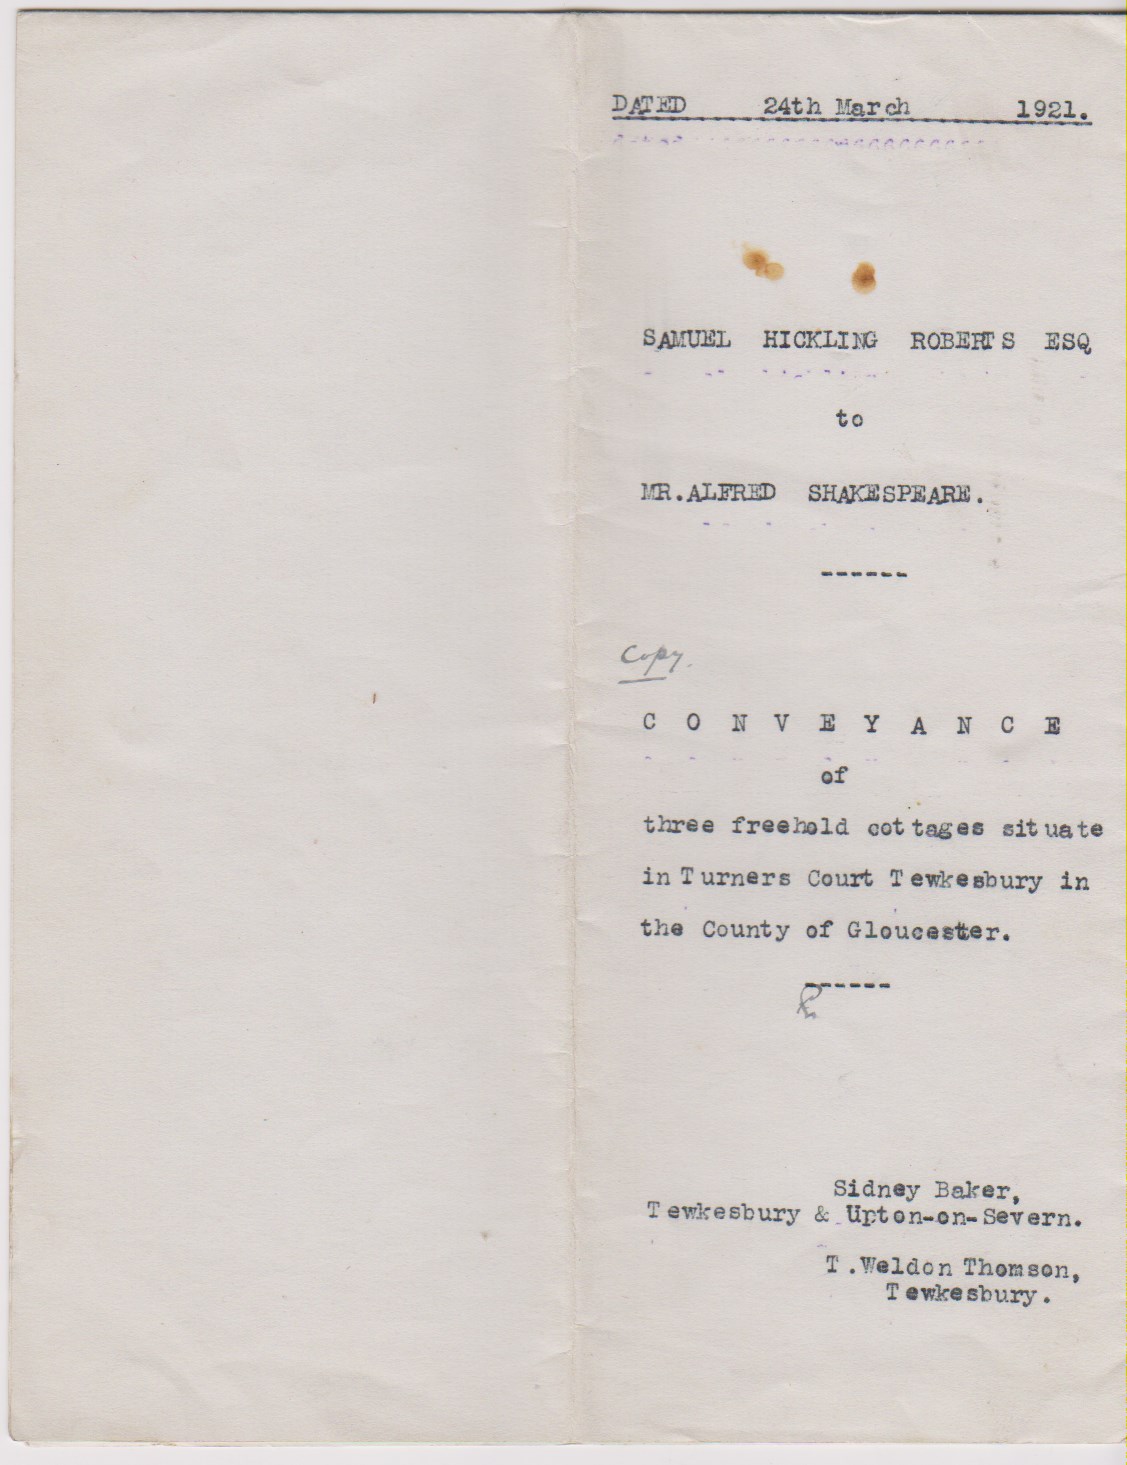 DATED 24th March 1921.
SAMUEL HICKLING ROBERTS ESQ
to
MR.ALFRED SHAKESPEARE.
------
Copy.
C O N V E Y A N C E
of
three freehold cottages situate
in Turners Court Tewkesbury in
the County of Gloucester.
------
Sidney Baker,
Tewkesbury & Upton-on-Severn.
T.Weldon Thomson,
Tewkesbury.